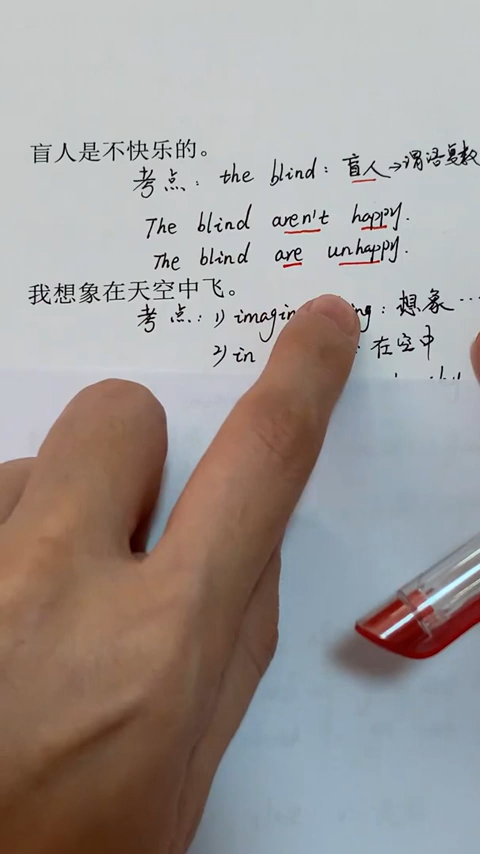 盲人是不快乐的。
考点: the blind: 盲人→谓语复数
The blind aren't happy.
The blind are unhappy.
我想象在天空中飞。
考点: 1) : 想象…
2) in : 在空中